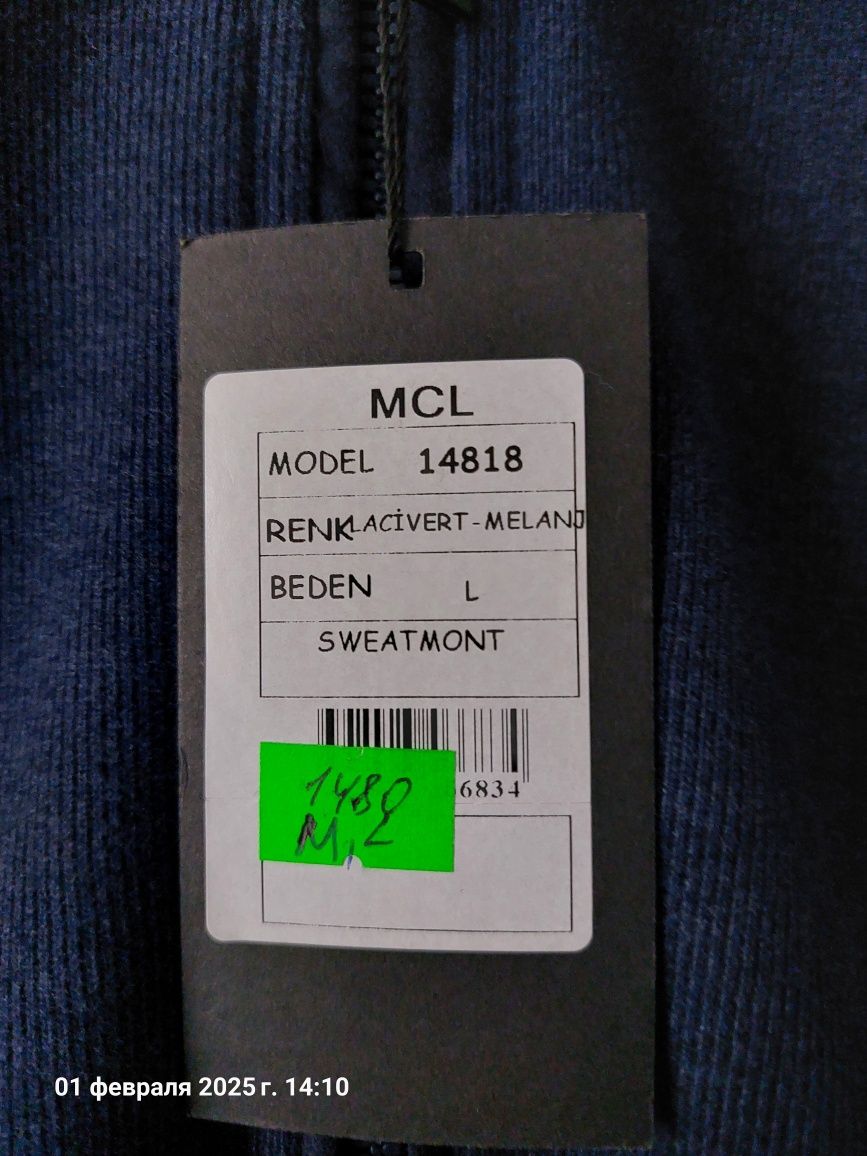 MCL
MODEL 14818
RENK LACİVERT-MELANJ
BEDEN L
SWEATMONT
6834
1480
M, L
01 февраля 2025 г. 14:10